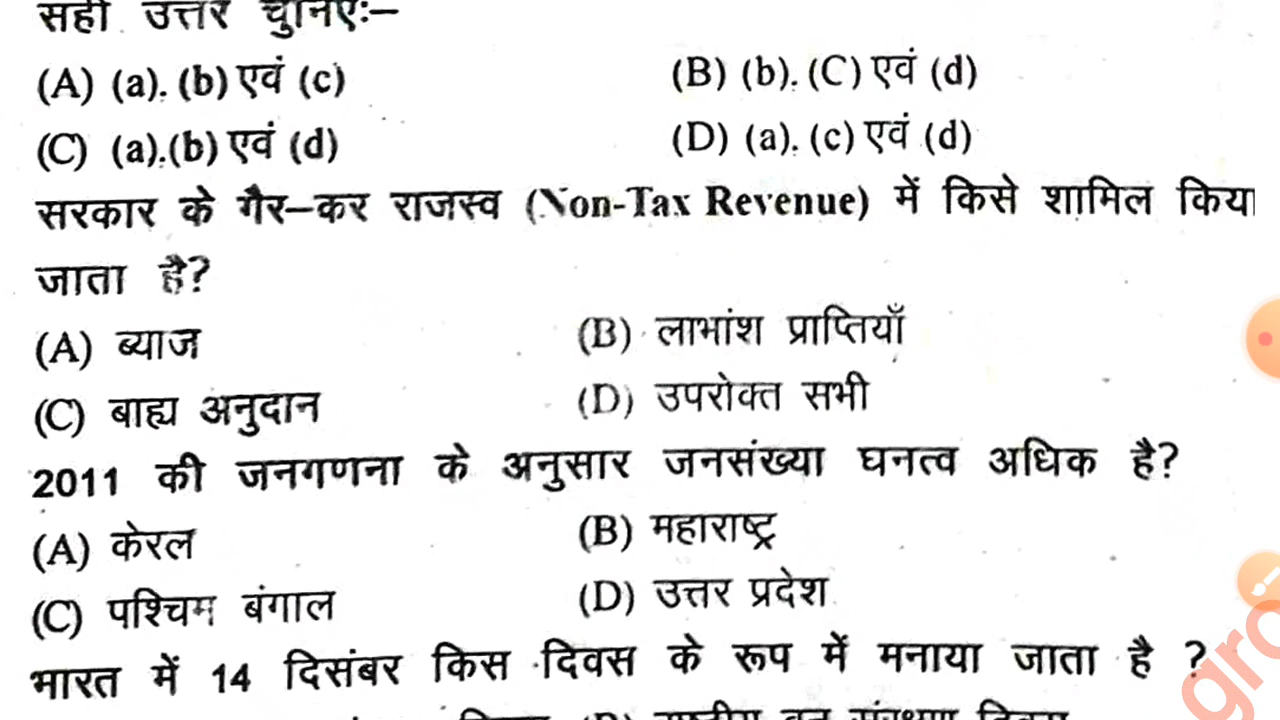 सही उत्तर चुनिए:–
(A) (a). (b) एवं (c) (B) (b). (C) एवं (d)
(C) (a).(b) एवं (d) (D) (a). (c) एवं (d)
सरकार के गैर–कर राजस्व (Non-Tax Revenue) में किसे शामिल किया
जाता है?
(A) ब्याज (B) लाभांश प्राप्तियाँ
(C) बाह्य अनुदान (D) उपरोक्त सभी
2011 की जनगणना के अनुसार जनसंख्या घनत्व अधिक है?
(A) केरल (B) महाराष्ट्र
(C) पश्चिम बंगाल (D) उत्तर प्रदेश
भारत में 14 दिसंबर किस दिवस के रूप में मनाया जाता है ?